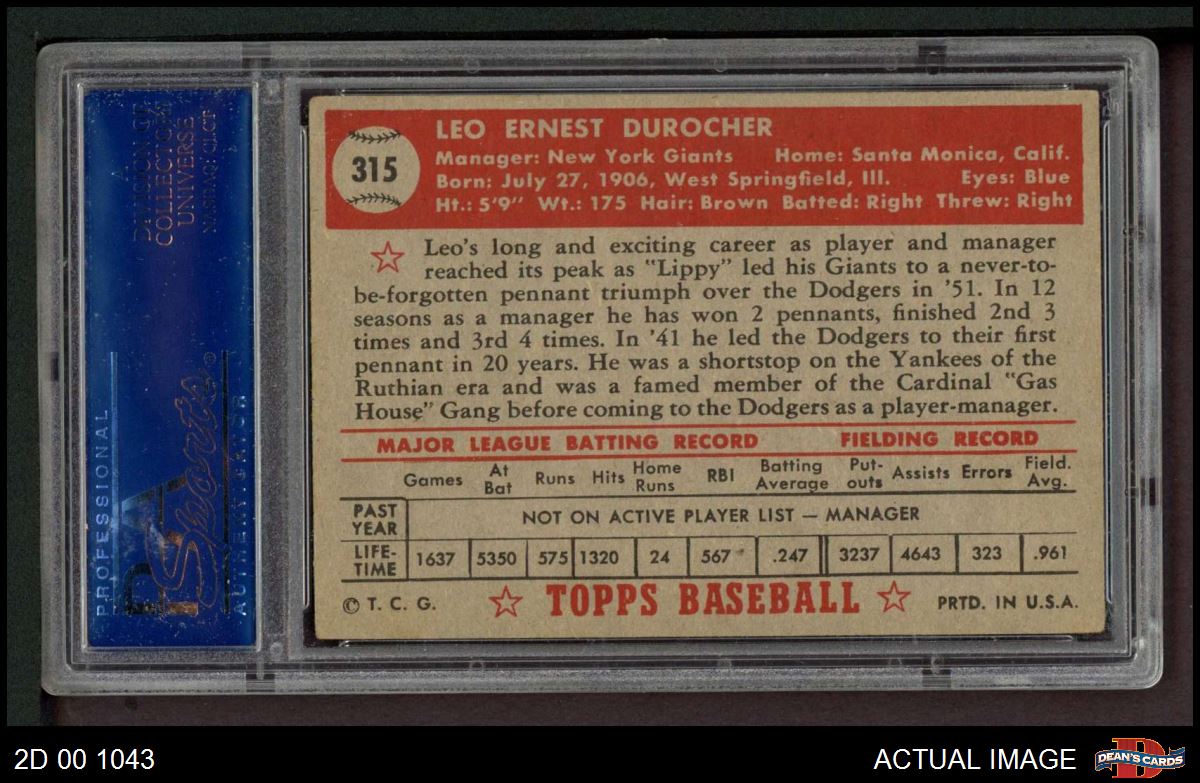 DIVISION OF
COLLECTORS
UNIVERSE
NASDAQ: CLCT
PROFESSIONAL
PSA
Sports®
AUTHENTICATOR
315
LEO ERNEST DUROCHER
Manager: New York Giants Home: Santa Monica, Calif.
Born: July 27, 1906, West Springfield, Ill. Eyes: Blue
Ht.: 5'9" Wt.: 175 Hair: Brown Batted: Right Threw: Right
Leo's long and exciting career as player and manager
reached its peak as "Lippy" led his Giants to a never-to-
be-forgotten pennant triumph over the Dodgers in '51. In 12
seasons as a manager he has won 2 pennants, finished 2nd 3
times and 3rd 4 times. In '41 he led the Dodgers to their first
pennant in 20 years. He was a shortstop on the Yankees of the
Ruthian era and was a famed member of the Cardinal "Gas
House" Gang before coming to the Dodgers as a player-manager.
MAJOR LEAGUE BATTING RECORD FIELDING RECORD
Games At Bat Runs Hits Home Runs RBI Batting Average Put-outs Assists Errors Field. Avg.
PAST YEAR NOT ON ACTIVE PLAYER LIST — MANAGER
LIFE-TIME 1637 5350 575 1320 24 567 .247 3237 4643 323 .961
© T. C. G. TOPPS BASEBALL PRTD. IN U.S.A.
2D 00 1043 ACTUAL IMAGE DEAN'S CARDS